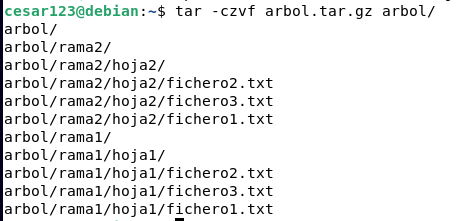 cesar123@debian:~$ tar -czvf arbol.tar.gz arbol/
arbol/
arbol/rama2/
arbol/rama2/hoja2/
arbol/rama2/hoja2/fichero2.txt
arbol/rama2/hoja2/fichero3.txt
arbol/rama2/hoja2/fichero1.txt
arbol/rama1/
arbol/rama1/hoja1/
arbol/rama1/hoja1/fichero2.txt
arbol/rama1/hoja1/fichero3.txt
arbol/rama1/hoja1/fichero1.txt